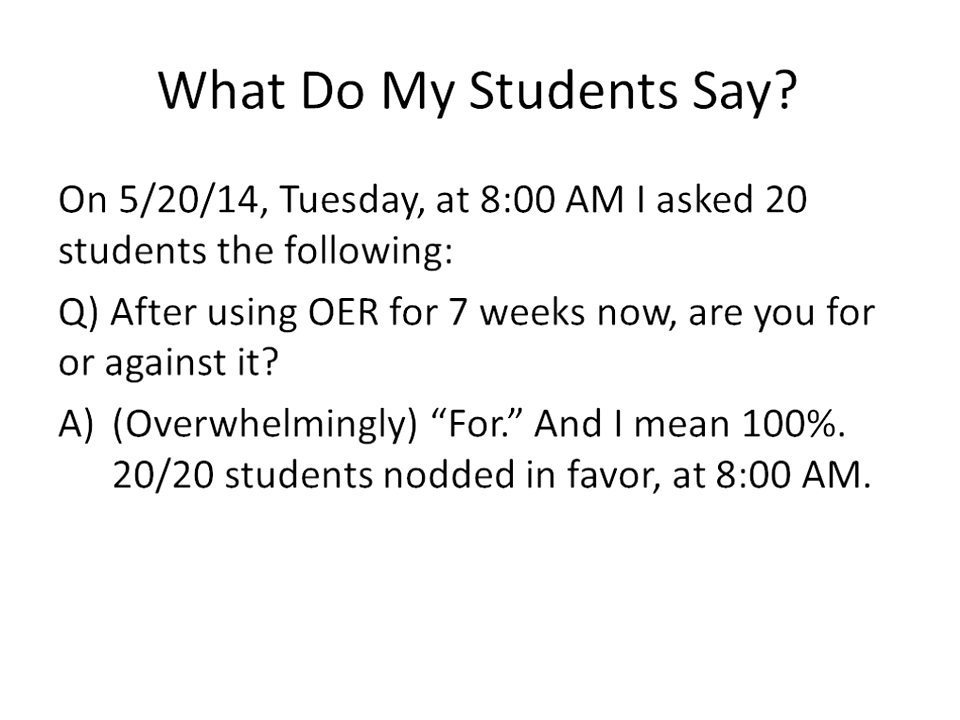 What Do My Students Say?
On 5/20/14, Tuesday, at 8:00 AM I asked 20
students the following:
Q) After using OER for 7 weeks now, are you for
or against it?
A) (Overwhelmingly) “For.” And I mean 100%.
20/20 students nodded in favor, at 8:00 AM.